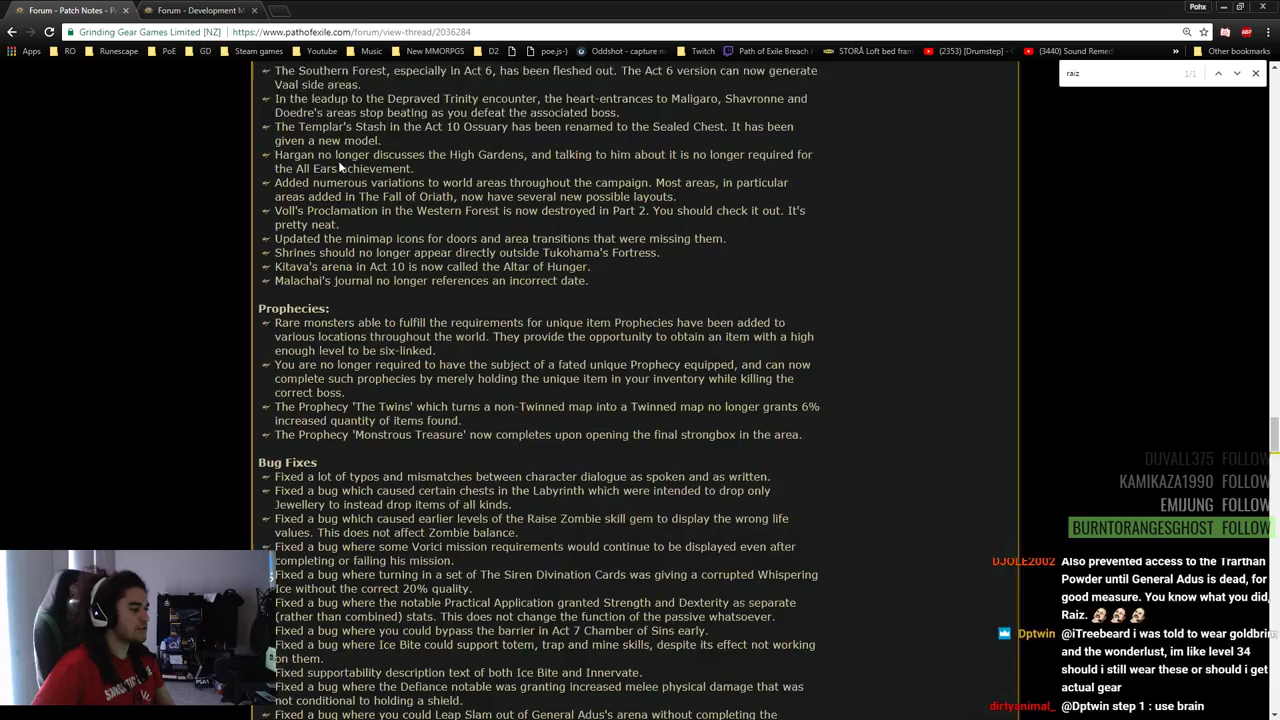 Forum - Patch Notes - P
Forum - Development M
Pohx
Grinding Gear Games Limited [NZ]
https://www.pathofexile.com/forum/view-thread/2036284
Apps
RO
Runescape
PoE
GD
Steam games
Youtube
Music
New MMORPGS
D2
(poe.js-)
Oddshot - capture m
Twitch
Path of Exile Breach
STORÅ Loft bed fram
(2353) [Drumstep] —
(3440) Sound Remed
»
Other bookmarks
raiz
1/1
The Southern Forest, especially in Act 6, has been fleshed out. The Act 6 version can now generate
Vaal side areas.
In the leadup to the Depraved Trinity encounter, the heart-entrances to Maligaro, Shavronne and
Doedre's areas stop beating as you defeat the associated boss.
The Templar's Stash in the Act 10 Ossuary has been renamed to the Sealed Chest. It has been
given a new model.
Hargan no longer discusses the High Gardens, and talking to him about it is no longer required for
the All Ears achievement.
Added numerous variations to world areas throughout the campaign. Most areas, in particular
areas added in The Fall of Oriath, now have several new possible layouts.
Voll's Proclamation in the Western Forest is now destroyed in Part 2. You should check it out. It's
pretty neat.
Updated the minimap icons for doors and area transitions that were missing them.
Shrines should no longer appear directly outside Tukohama's Fortress.
Kitava's arena in Act 10 is now called the Altar of Hunger.
Malachai's journal no longer references an incorrect date.
Prophecies:
Rare monsters able to fulfill the requirements for unique item Prophecies have been added to
various locations throughout the world. They provide the opportunity to obtain an item with a high
enough level to be six-linked.
You are no longer required to have the subject of a fated unique Prophecy equipped, and can now
complete such prophecies by merely holding the unique item in your inventory while killing the
correct boss.
The Prophecy 'The Twins' which turns a non-Twinned map into a Twinned map no longer grants 6%
increased quantity of items found.
The Prophecy 'Monstrous Treasure' now completes upon opening the final strongbox in the area.
Bug Fixes
Fixed a lot of typos and mismatches between character dialogue as spoken and as written.
Fixed a bug which caused certain chests in the Labyrinth which were intended to drop only
Jewellery to instead drop items of all kinds.
Fixed a bug which caused earlier levels of the Raise Zombie skill gem to display the wrong life
values. This does not affect Zombie balance.
Fixed a bug where some Vorici mission requirements would continue to be displayed even after
completing or failing his mission.
Fixed a bug where turning in a set of The Siren Divination Cards was giving a corrupted Whispering
Ice without the correct 20% quality.
Fixed a bug where the notable Practical Application granted Strength and Dexterity as separate
(rather than combined) stats. This does not change the function of the passive whatsoever.
Fixed a bug where you could bypass the barrier in Act 7 Chamber of Sins early.
Fixed a bug where Ice Bite could support totem, trap and mine skills, despite its effect not working
on them.
Fixed supportability description text of both Ice Bite and Innervate.
Fixed a bug where the Defiance notable was granting increased melee physical damage that was
not conditional to holding a shield.
Fixed a bug where you could Leap Slam out of General Adus's arena without completing the
DUVALL375 FOLLOW
KAMIKAZA1990 FOLLOW
EMIJUNG FOLLOW
BURNTORANGESGHOST FOLLOW
DJOLE2002 Also prevented access to the Trarthan
Powder until General Adus is dead, for
good measure. You know what you did,
Raiz.
Dptwin @iTreebeard i was told to wear goldbrim
and the wonderlust, im like level 34
should i still wear these or should i get
actual gear
dirtyanimal_ @Dptwin step 1 : use brain